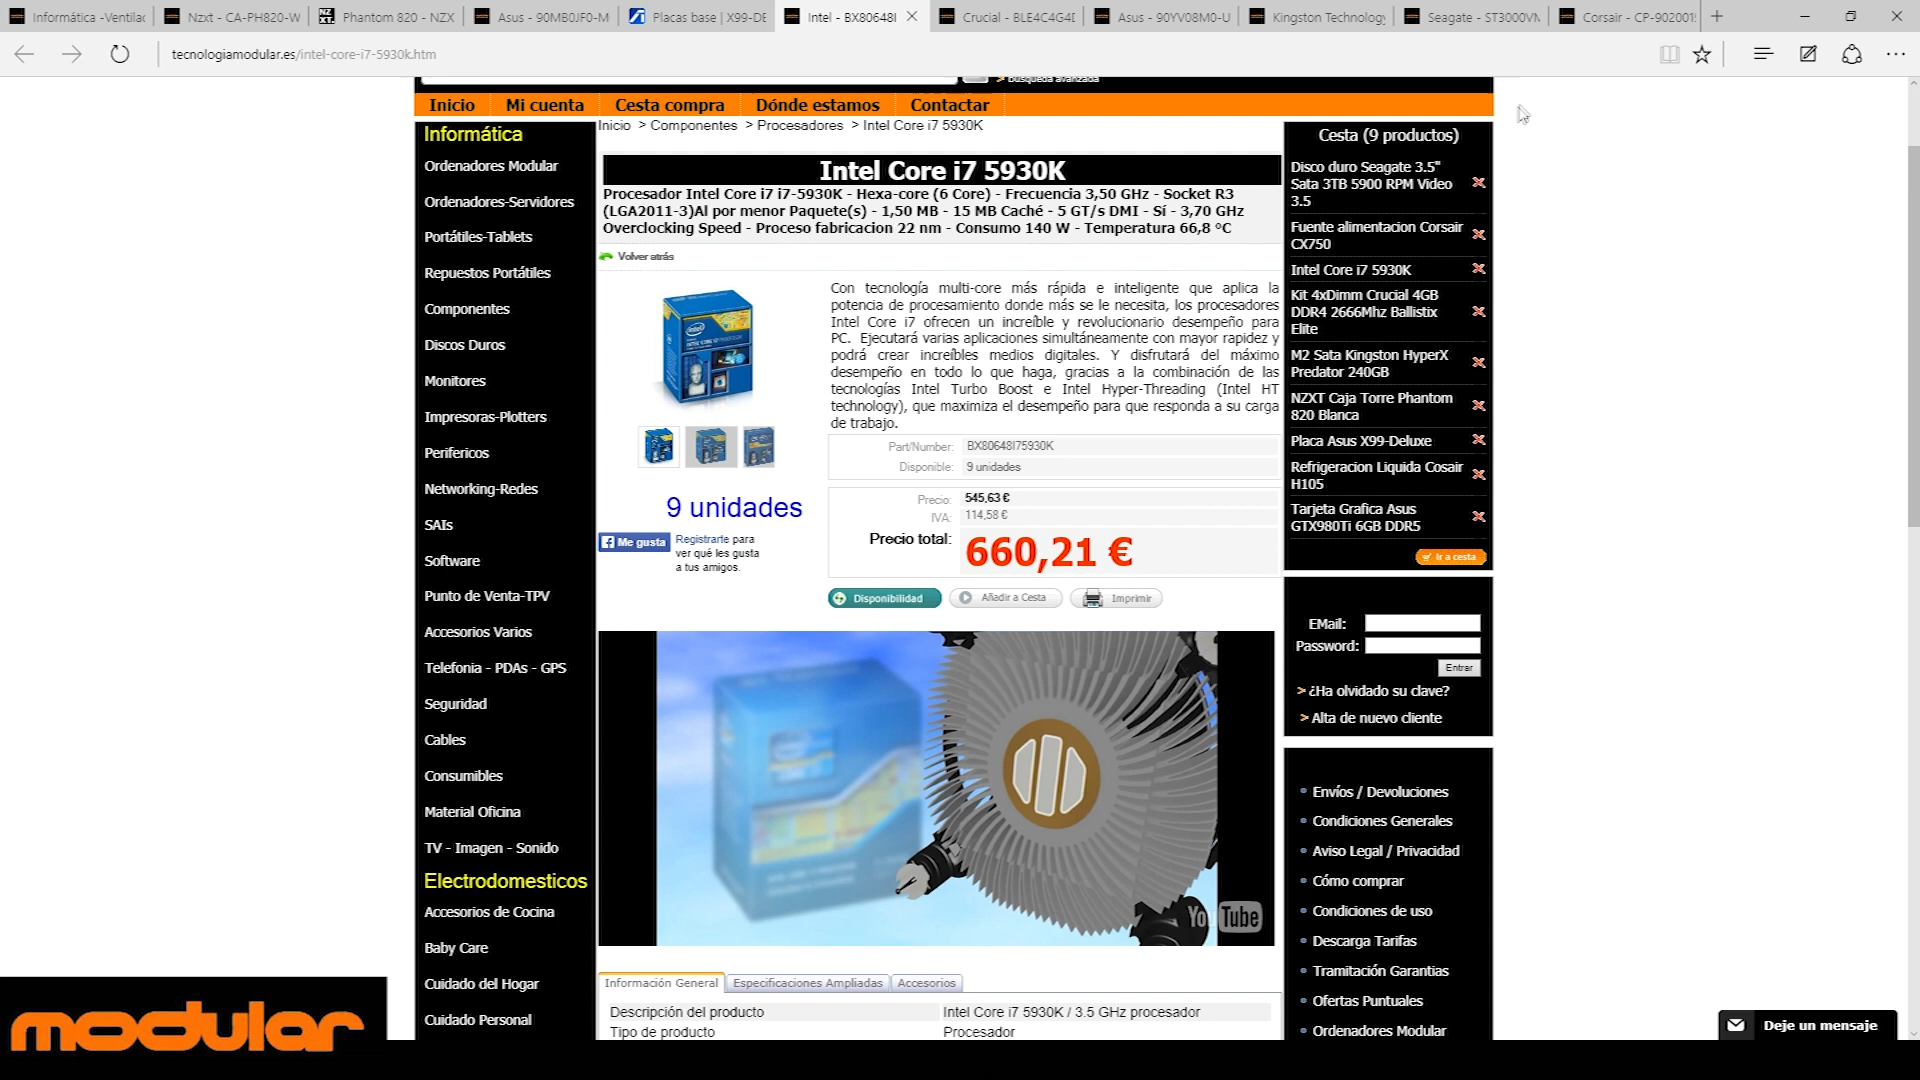 Informática -Ventilac
Nzxt - CA-PH820-W
Phantom 820 - NZX
Asus - 90MB0JF0-M
Placas base | X99-DE
Intel - BX80648I
Crucial - BLE4C4G4D
Asus - 90YV08M0-U
Kingston Technology
Seagate - ST3000VM
Corsair - CP-902001
tecnologiamodular.es/intel-core-i7-5930k.htm
> búsqueda avanzada
Inicio
Mi cuenta
Cesta compra
Dónde estamos
Contactar
Informática
Ordenadores Modular
Ordenadores-Servidores
Portátiles-Tablets
Repuestos Portátiles
Componentes
Discos Duros
Monitores
Impresoras-Plotters
Perifericos
Networking-Redes
SAIs
Software
Punto de Venta-TPV
Accesorios Varios
Telefonia - PDAs - GPS
Seguridad
Cables
Consumibles
Material Oficina
TV - Imagen - Sonido
Electrodomesticos
Accesorios de Cocina
Baby Care
Cuidado del Hogar
Cuidado Personal
Inicio > Componentes > Procesadores > Intel Core i7 5930K
Intel Core i7 5930K
Procesador Intel Core i7 i7-5930K - Hexa-core (6 Core) - Frecuencia 3,50 GHz - Socket R3
(LGA2011-3)Al por menor Paquete(s) - 1,50 MB - 15 MB Caché - 5 GT/s DMI - Sí - 3,70 GHz
Overclocking Speed - Proceso fabricacion 22 nm - Consumo 140 W - Temperatura 66,8 °C
Volver atrás
Con tecnología multi-core más rápida e inteligente que aplica la
potencia de procesamiento donde más se le necesita, los procesadores
Intel Core i7 ofrecen un increíble y revolucionario desempeño para
PC. Ejecutará varias aplicaciones simultáneamente con mayor rapidez y
podrá crear increíbles medios digitales. Y disfrutará del máximo
desempeño en todo lo que haga, gracias a la combinación de las
tecnologías Intel Turbo Boost e Intel Hyper-Threading (Intel HT
technology), que maximiza el desempeño para que responda a su carga
de trabajo.
Part/Number: BX80648I75930K
Disponible: 9 unidades
9 unidades
Me gusta
Registrarte para
ver qué les gusta
a tus amigos.
Precio: 545,63 €
IVA: 114,58 €
Precio total: 660,21 €
Disponibilidad
Añadir a Cesta
Imprimir
YouTube
Información General
Especificaciones Ampliadas
Accesorios
Descripción del producto Intel Core i7 5930K / 3.5 GHz procesador
Tipo de producto Procesador
Cesta (9 productos)
Disco duro Seagate 3.5"
Sata 3TB 5900 RPM Video
3.5
Fuente alimentacion Corsair
CX750
Intel Core i7 5930K
Kit 4xDimm Crucial 4GB
DDR4 2666Mhz Ballistix
Elite
M2 Sata Kingston HyperX
Predator 240GB
NZXT Caja Torre Phantom
820 Blanca
Placa Asus X99-Deluxe
Refrigeracion Liquida Cosair
H105
Tarjeta Grafica Asus
GTX980Ti 6GB DDR5
Ir a cesta
EMail:
Password:
Entrar
> ¿Ha olvidado su clave?
> Alta de nuevo cliente
Envíos / Devoluciones
Condiciones Generales
Aviso Legal / Privacidad
Cómo comprar
Condiciones de uso
Descarga Tarifas
Tramitación Garantias
Ofertas Puntuales
Ordenadores Modular
modular
Deje un mensaje